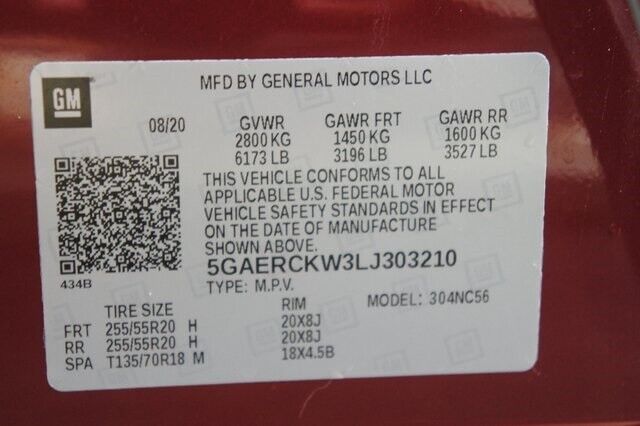 GM
MFD BY GENERAL MOTORS LLC
08/20 GVWR GAWR FRT GAWR RR
2800 KG 1450 KG 1600 KG
6173 LB 3196 LB 3527 LB
THIS VEHICLE CONFORMS TO ALL
APPLICABLE U.S. FEDERAL MOTOR
VEHICLE SAFETY STANDARDS IN EFFECT
ON THE DATE OF MANUFACTURE
SHOWN ABOVE.
5GAERCKW3LJ303210
434B
TYPE: M.P.V. MODEL: 304NC56
TIRE SIZE RIM
FRT 255/55R20 H 20X8J
RR 255/55R20 H 20X8J
SPA T135/70R18 M 18X4.5B